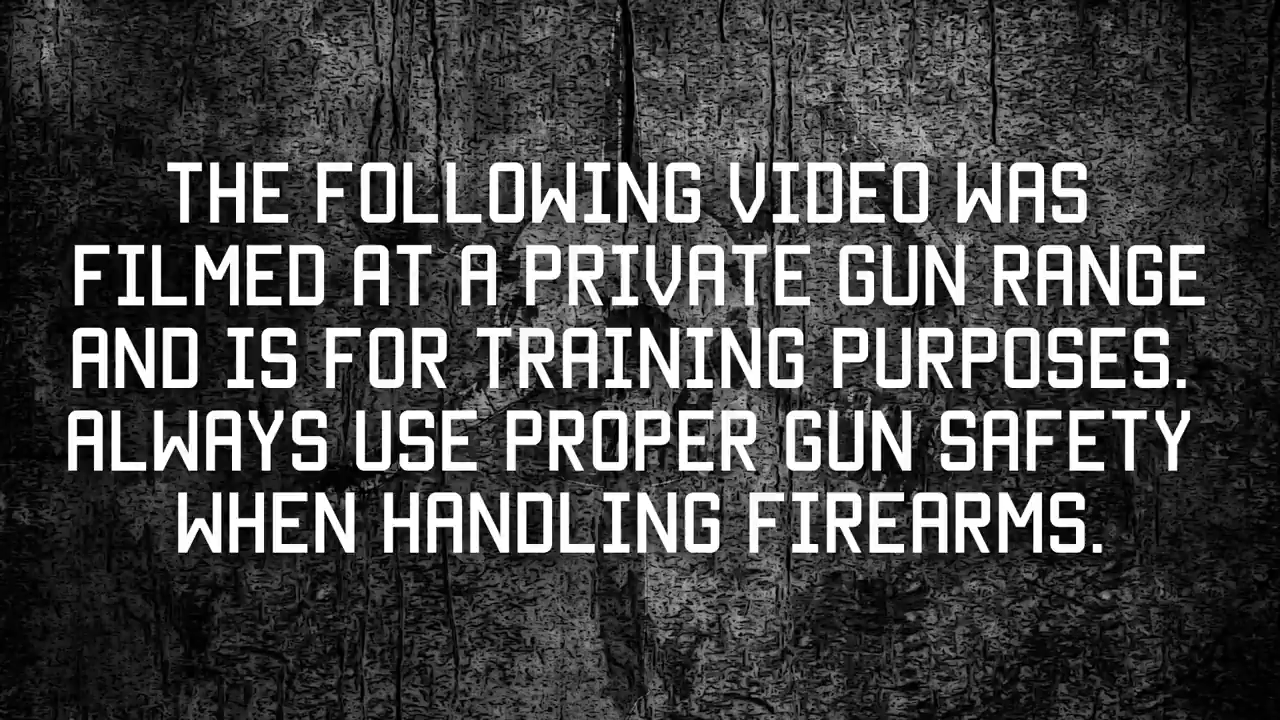 THE FOLLOWING VIDEO WAS
FILMED AT A PRIVATE GUN RANGE
AND IS FOR TRAINING PURPOSES.
ALWAYS USE PROPER GUN SAFETY
WHEN HANDLING FIREARMS.